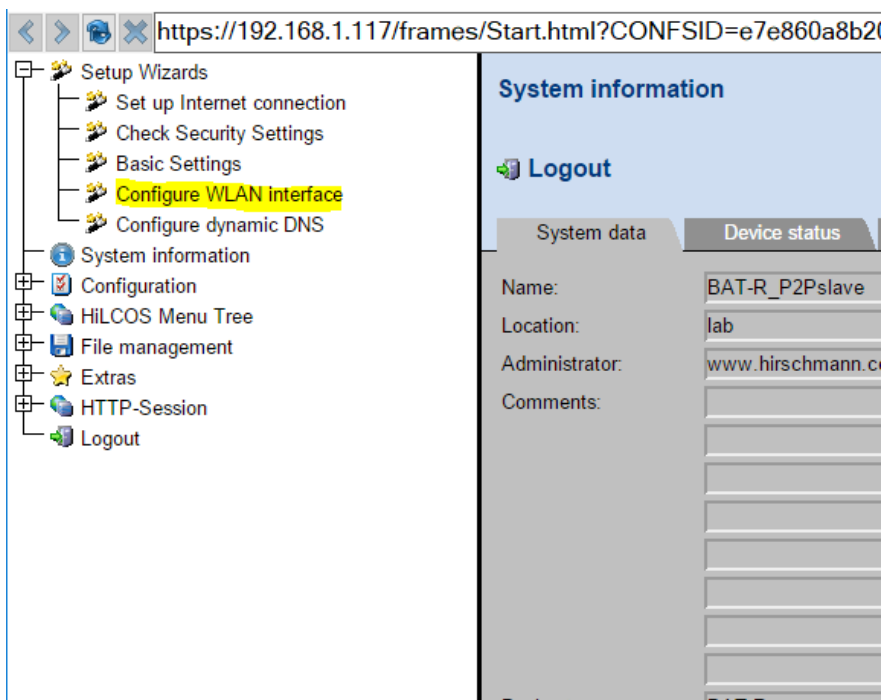 https://192.168.1.117/frames/Start.html?CONFSID=e7e860a8b20
Setup Wizards
Set up Internet connection
Check Security Settings
Basic Settings
Configure WLAN interface
Configure dynamic DNS
System information
Configuration
HiLCOS Menu Tree
File management
Extras
HTTP-Session
Logout
System information
Logout
System data Device status
Name: BAT-R_P2Pslave
Location: lab
Administrator: www.hirschmann.c
Comments: